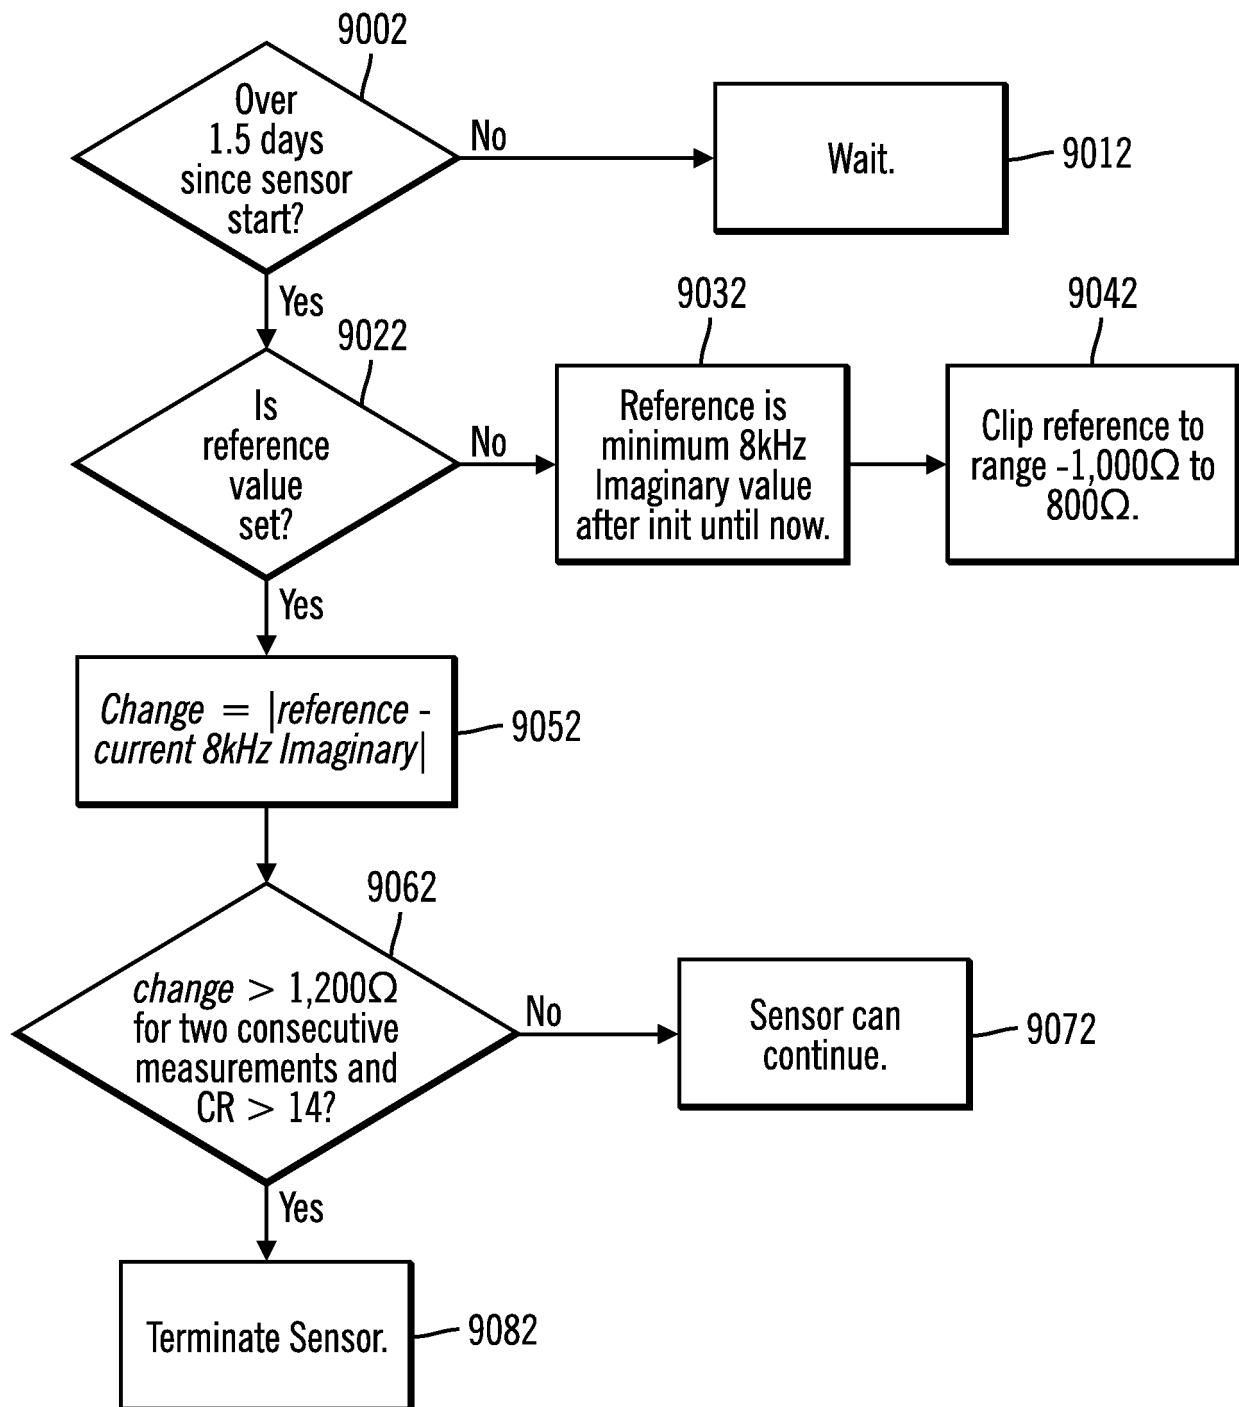 9002
Over
1.5 days
since sensor
start?
No
Wait.
9012
Yes
9022
Is
reference
value
set?
No
9032
Reference is
minimum 8kHz
Imaginary value
after init until now.
9042
Clip reference to
range -1,000Ω to
800Ω.
Yes
Change = |reference -
current 8kHz Imaginary|
9052
9062
change > 1,200Ω
for two consecutive
measurements and
CR > 14?
No
Sensor can
continue.
9072
Yes
Terminate Sensor.
9082